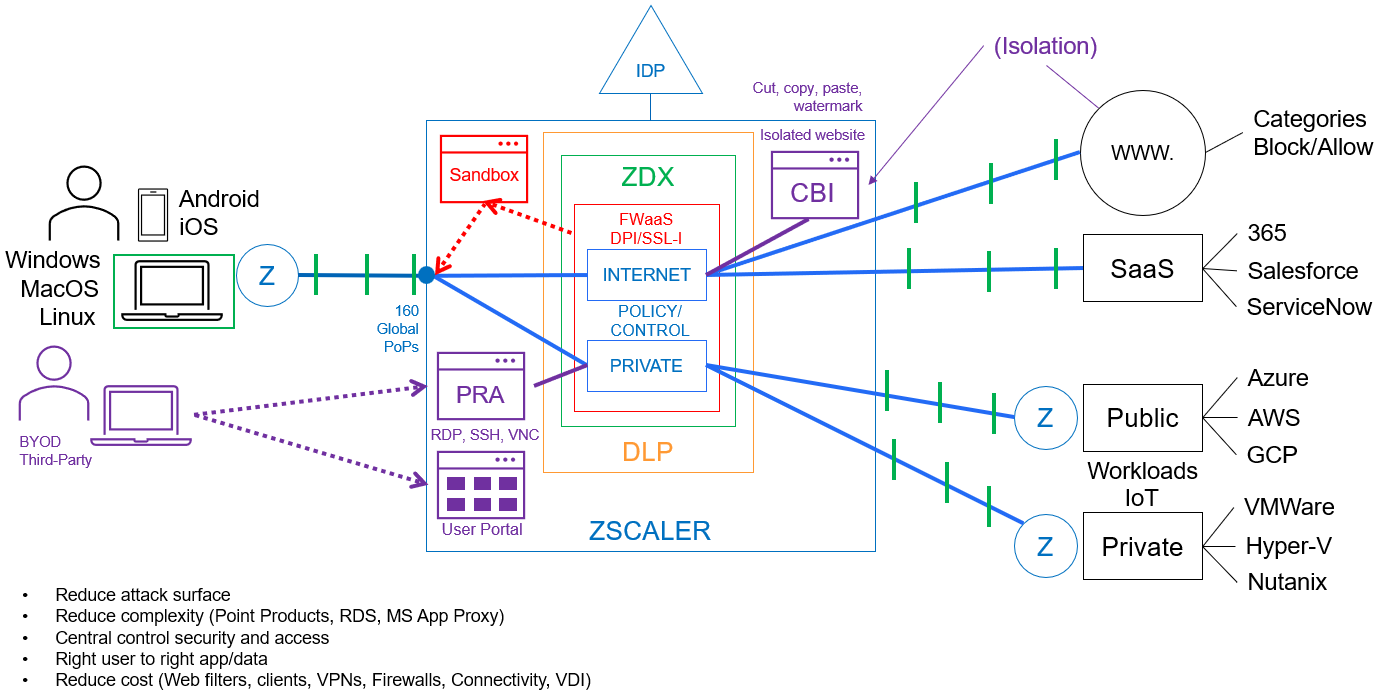 IDP
(Isolation)
Cut, copy, paste,
watermark
Isolated website
CBI
WWW.
Categories
Block/Allow
Sandbox
ZDX
FWaaS
DPI/SSL-I
INTERNET
POLICY/
CONTROL
PRIVATE
DLP
ZSCALER
Android
iOS
Windows
MacOS
Linux
Z
160
Global
PoPs
BYOD
Third-Party
PRA
RDP, SSH, VNC
User Portal
SaaS
365
Salesforce
ServiceNow
Z
Public
Azure
AWS
GCP
Workloads
IoT
Z
Private
VMWare
Hyper-V
Nutanix
• Reduce attack surface
• Reduce complexity (Point Products, RDS, MS App Proxy)
• Central control security and access
• Right user to right app/data
• Reduce cost (Web filters, clients, VPNs, Firewalls, Connectivity, VDI)